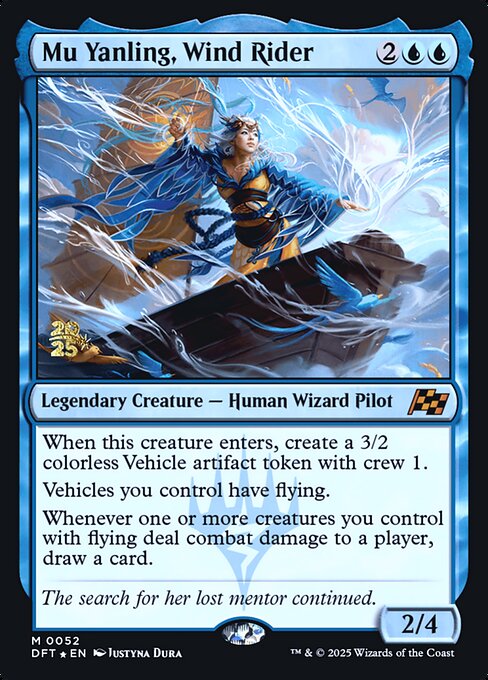 Mu Yanling, Wind Rider 2
2025
Legendary Creature — Human Wizard Pilot
When this creature enters, create a 3/2
colorless Vehicle artifact token with crew 1.
Vehicles you control have flying.
Whenever one or more creatures you control
with flying deal combat damage to a player,
draw a card.
The search for her lost mentor continued.
2/4
M 0052
DFT ★ EN Justyna Dura
™ & © 2025 Wizards of the Coast